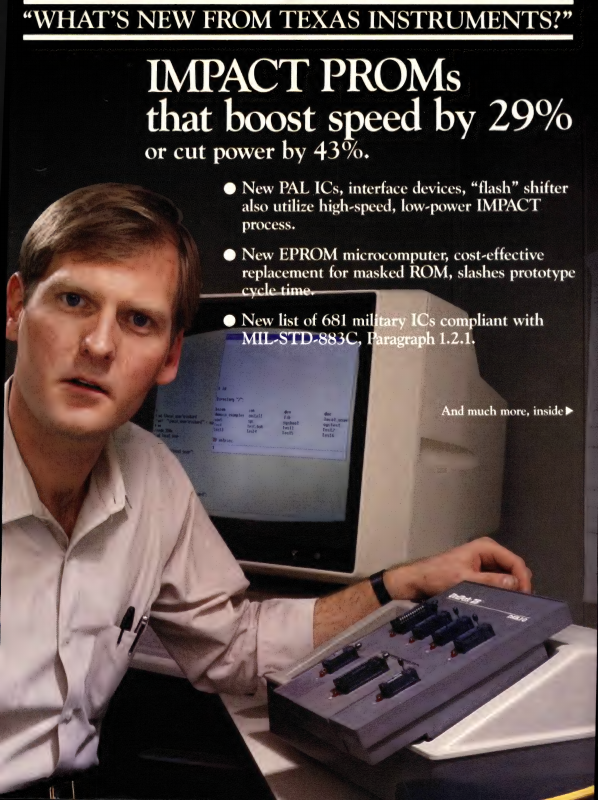 “WHAT’S NEW FROM TEXAS INSTRUMENTS?”
IMPACT PROMs
that boost speed by 29%
or cut power by 43%.
● New PAL ICs, interface devices, “flash” shifter
also utilize high-speed, low-power IMPACT
process.
● New EPROM microcomputer, cost-effective
replacement for masked ROM, slashes prototype
cycle time.
● New list of 681 military ICs compliant with
MIL-STD-883C, Paragraph 1.2.1.
And much more, inside▶